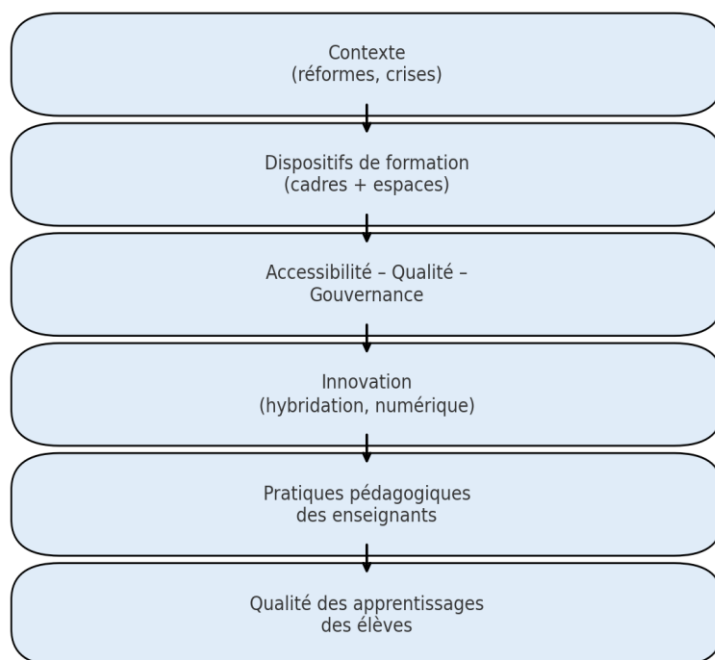 Contexte
(réformes, crises)
Dispositifs de formation
(cadres + espaces)
Accessibilité – Qualité –
Gouvernance
Innovation
(hybridation, numérique)
Pratiques pédagogiques
des enseignants
Qualité des apprentissages
des élèves